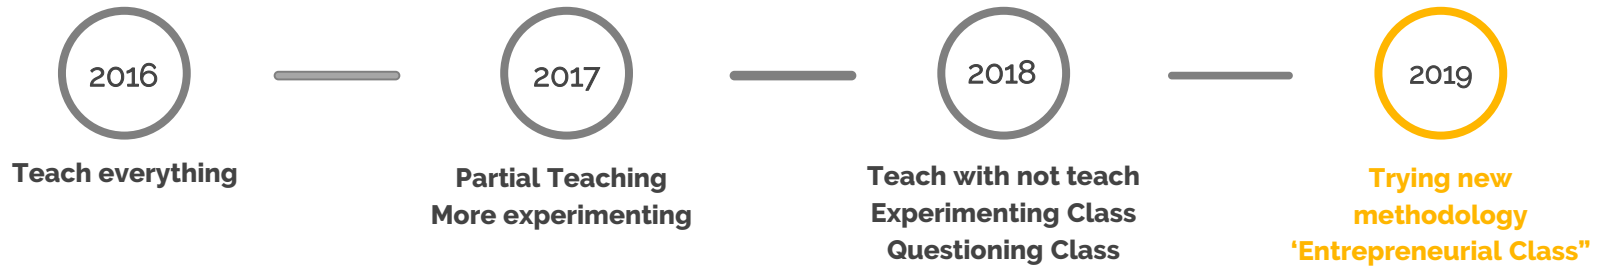 2016
Teach everything
2017
Partial Teaching
More experimenting
2018
Teach with not teach
Experimenting Class
Questioning Class
2019
Trying new
methodology
‘Entrepreneurial Class”